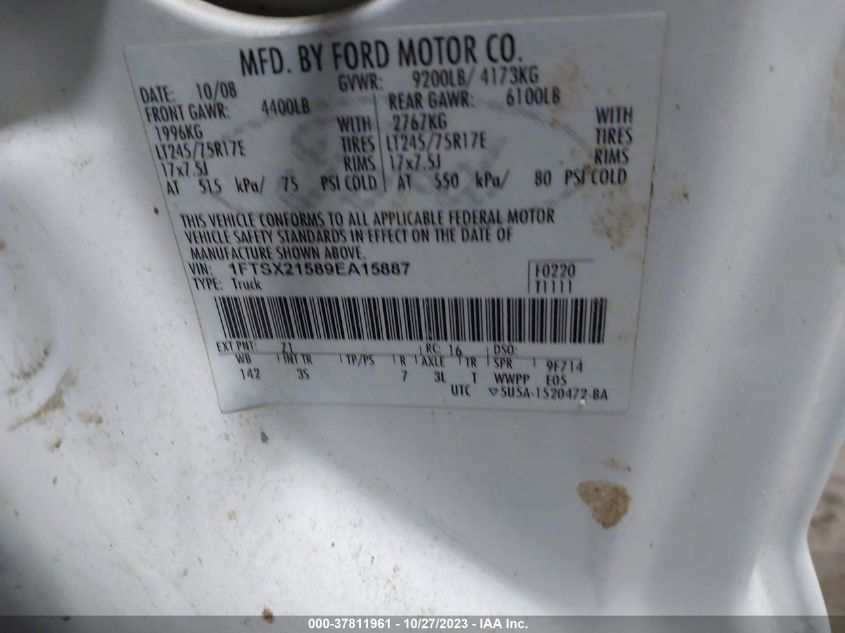 MFD. BY FORD MOTOR CO.
DATE: 10/08 GVWR: 9200LB/ 4173KG
FRONT GAWR: 4400LB REAR GAWR: 6100LB
1996KG WITH 2767KG WITH
LT245/75R17E TIRES LT245/75R17E TIRES
17x7.5J RIMS 17x7.5J RIMS
AT 515 kPa/ 75 PSI COLD AT 550 kPa/ 80 PSI COLD
THIS VEHICLE CONFORMS TO ALL APPLICABLE FEDERAL MOTOR
VEHICLE SAFETY STANDARDS IN EFFECT ON THE DATE OF
MANUFACTURE SHOWN ABOVE.
VIN: 1FTSX21589EA15887 F0220
TYPE: Truck T1111
EXT PNT: Z1 RC: 16 DSO:
WB INT TR TP/PS R AXLE TR SPR 9F714
142 3S 7 3L T WWPP E05
UTC ▽5U5A-1520472-BA
000-37811961 - 10/27/2023 - IAA Inc.